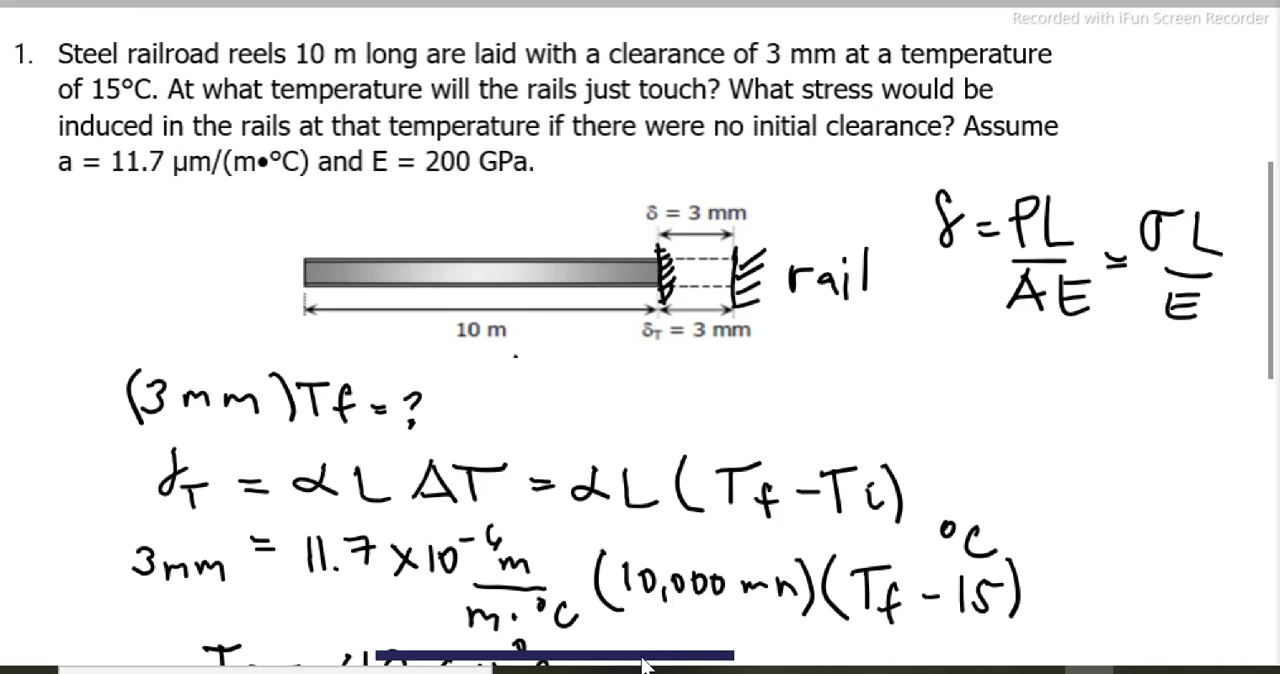 Recorded with iFun Screen Recorder
1. Steel railroad reels 10 m long are laid with a clearance of 3 mm at a temperature
of 15°C. At what temperature will the rails just touch? What stress would be
induced in the rails at that temperature if there were no initial clearance? Assume
a = 11.7 µm/(m•°C) and E = 200 GPa.
δ = 3 mm
rail
δ = PL/AE = σL/E
10 m
δT = 3 mm
(3 mm) Tf = ?
δT = αLΔT = αL(Tf - Ti)
3mm = 11.7 x 10^-6 m/m·°C (10,000 mm)(Tf - 15)°C